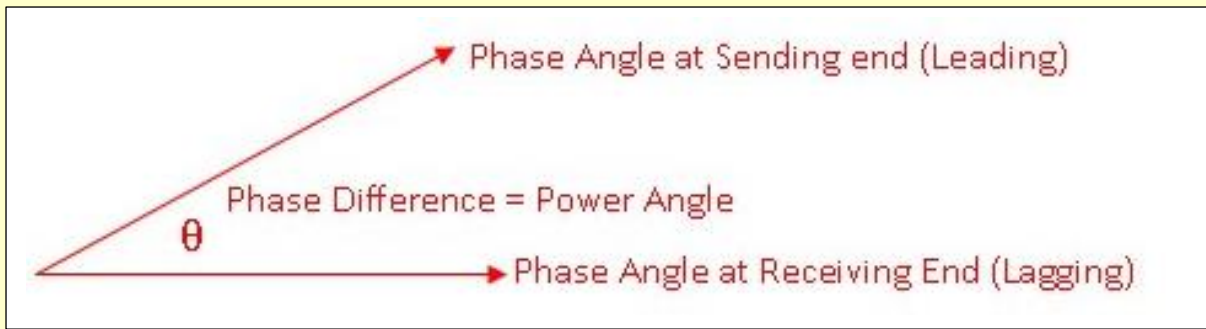 Phase Angle at Sending end (Leading)
Phase Difference = Power Angle
θ
Phase Angle at Receiving End (Lagging)